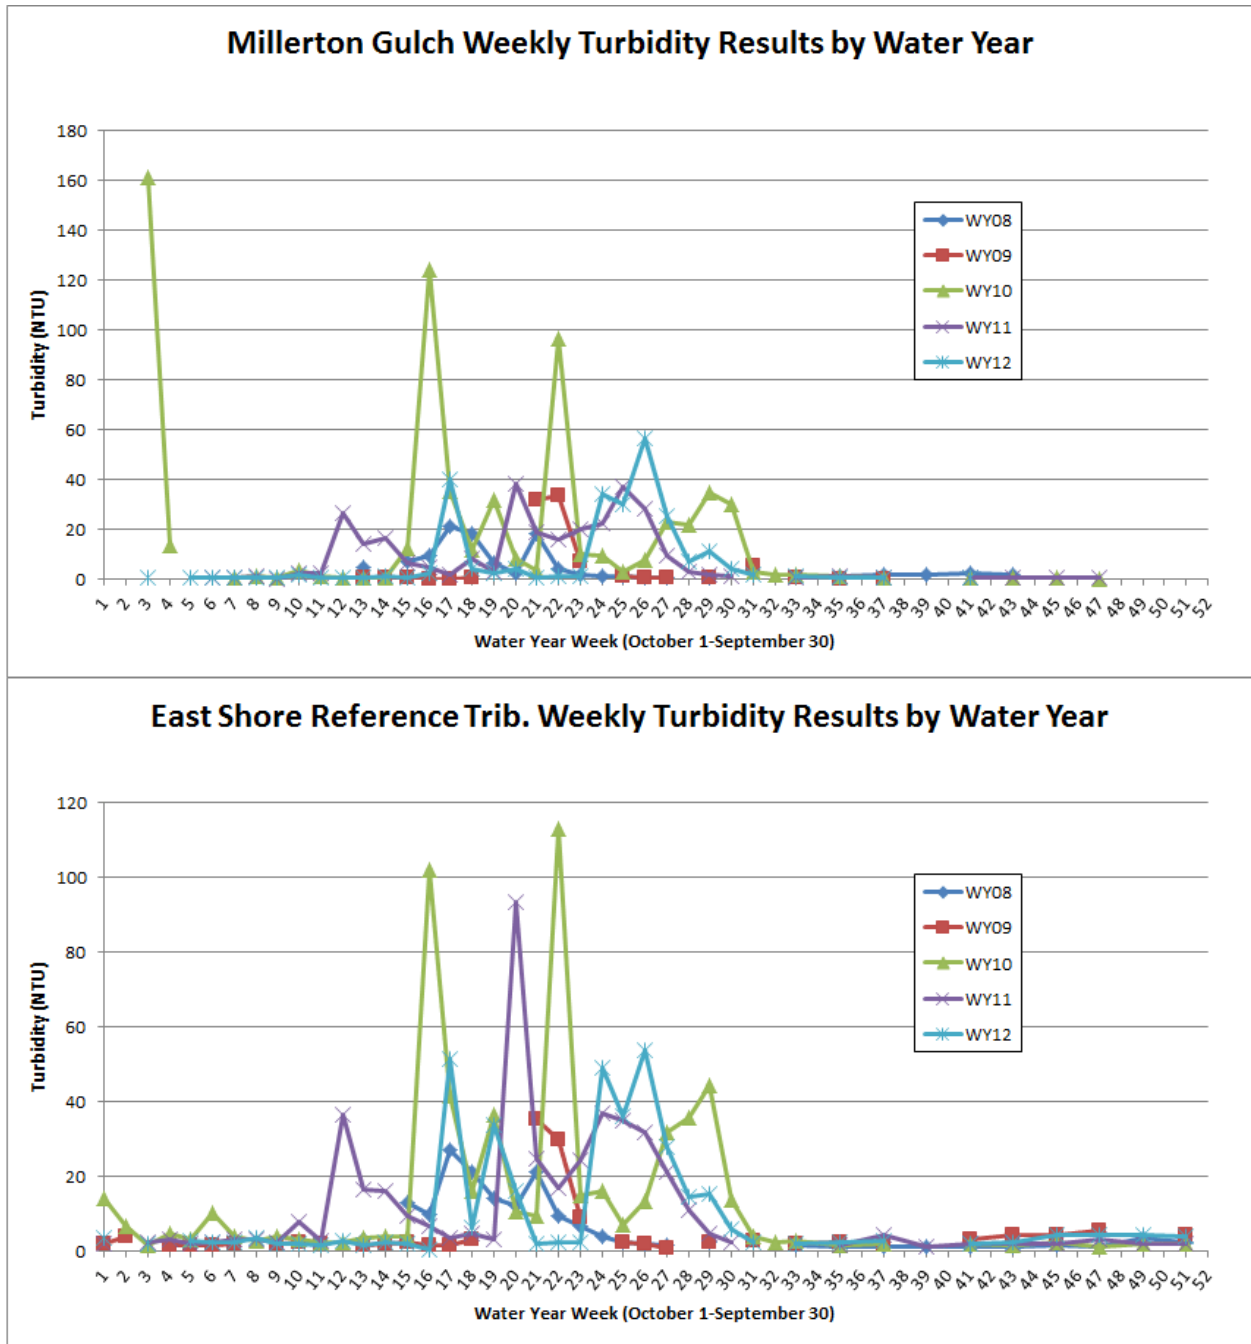 Millerton Gulch Weekly Turbidity Results by Water Year
180
160
140
120
100
80
60
40
20
0
Turbidity (NTU)
WY08
WY09
WY10
WY11
WY12
1 2 3 4 5 6 7 8 9 10 11 12 13 14 15 16 17 18 19 20 21 22 23 24 25 26 27 28 29 30 31 32 33 34 35 36 37 38 39 40 41 42 43 44 45 46 47 48 49 50 51 52
Water Year Week (October 1-September 30)
East Shore Reference Trib. Weekly Turbidity Results by Water Year
120
100
80
60
40
20
0
Turbidity (NTU)
WY08
WY09
WY10
WY11
WY12
1 2 3 4 5 6 7 8 9 10 11 12 13 14 15 16 17 18 19 20 21 22 23 24 25 26 27 28 29 30 31 32 33 34 35 36 37 38 39 40 41 42 43 44 45 46 47 48 49 50 51 52
Water Year Week (October 1-September 30)